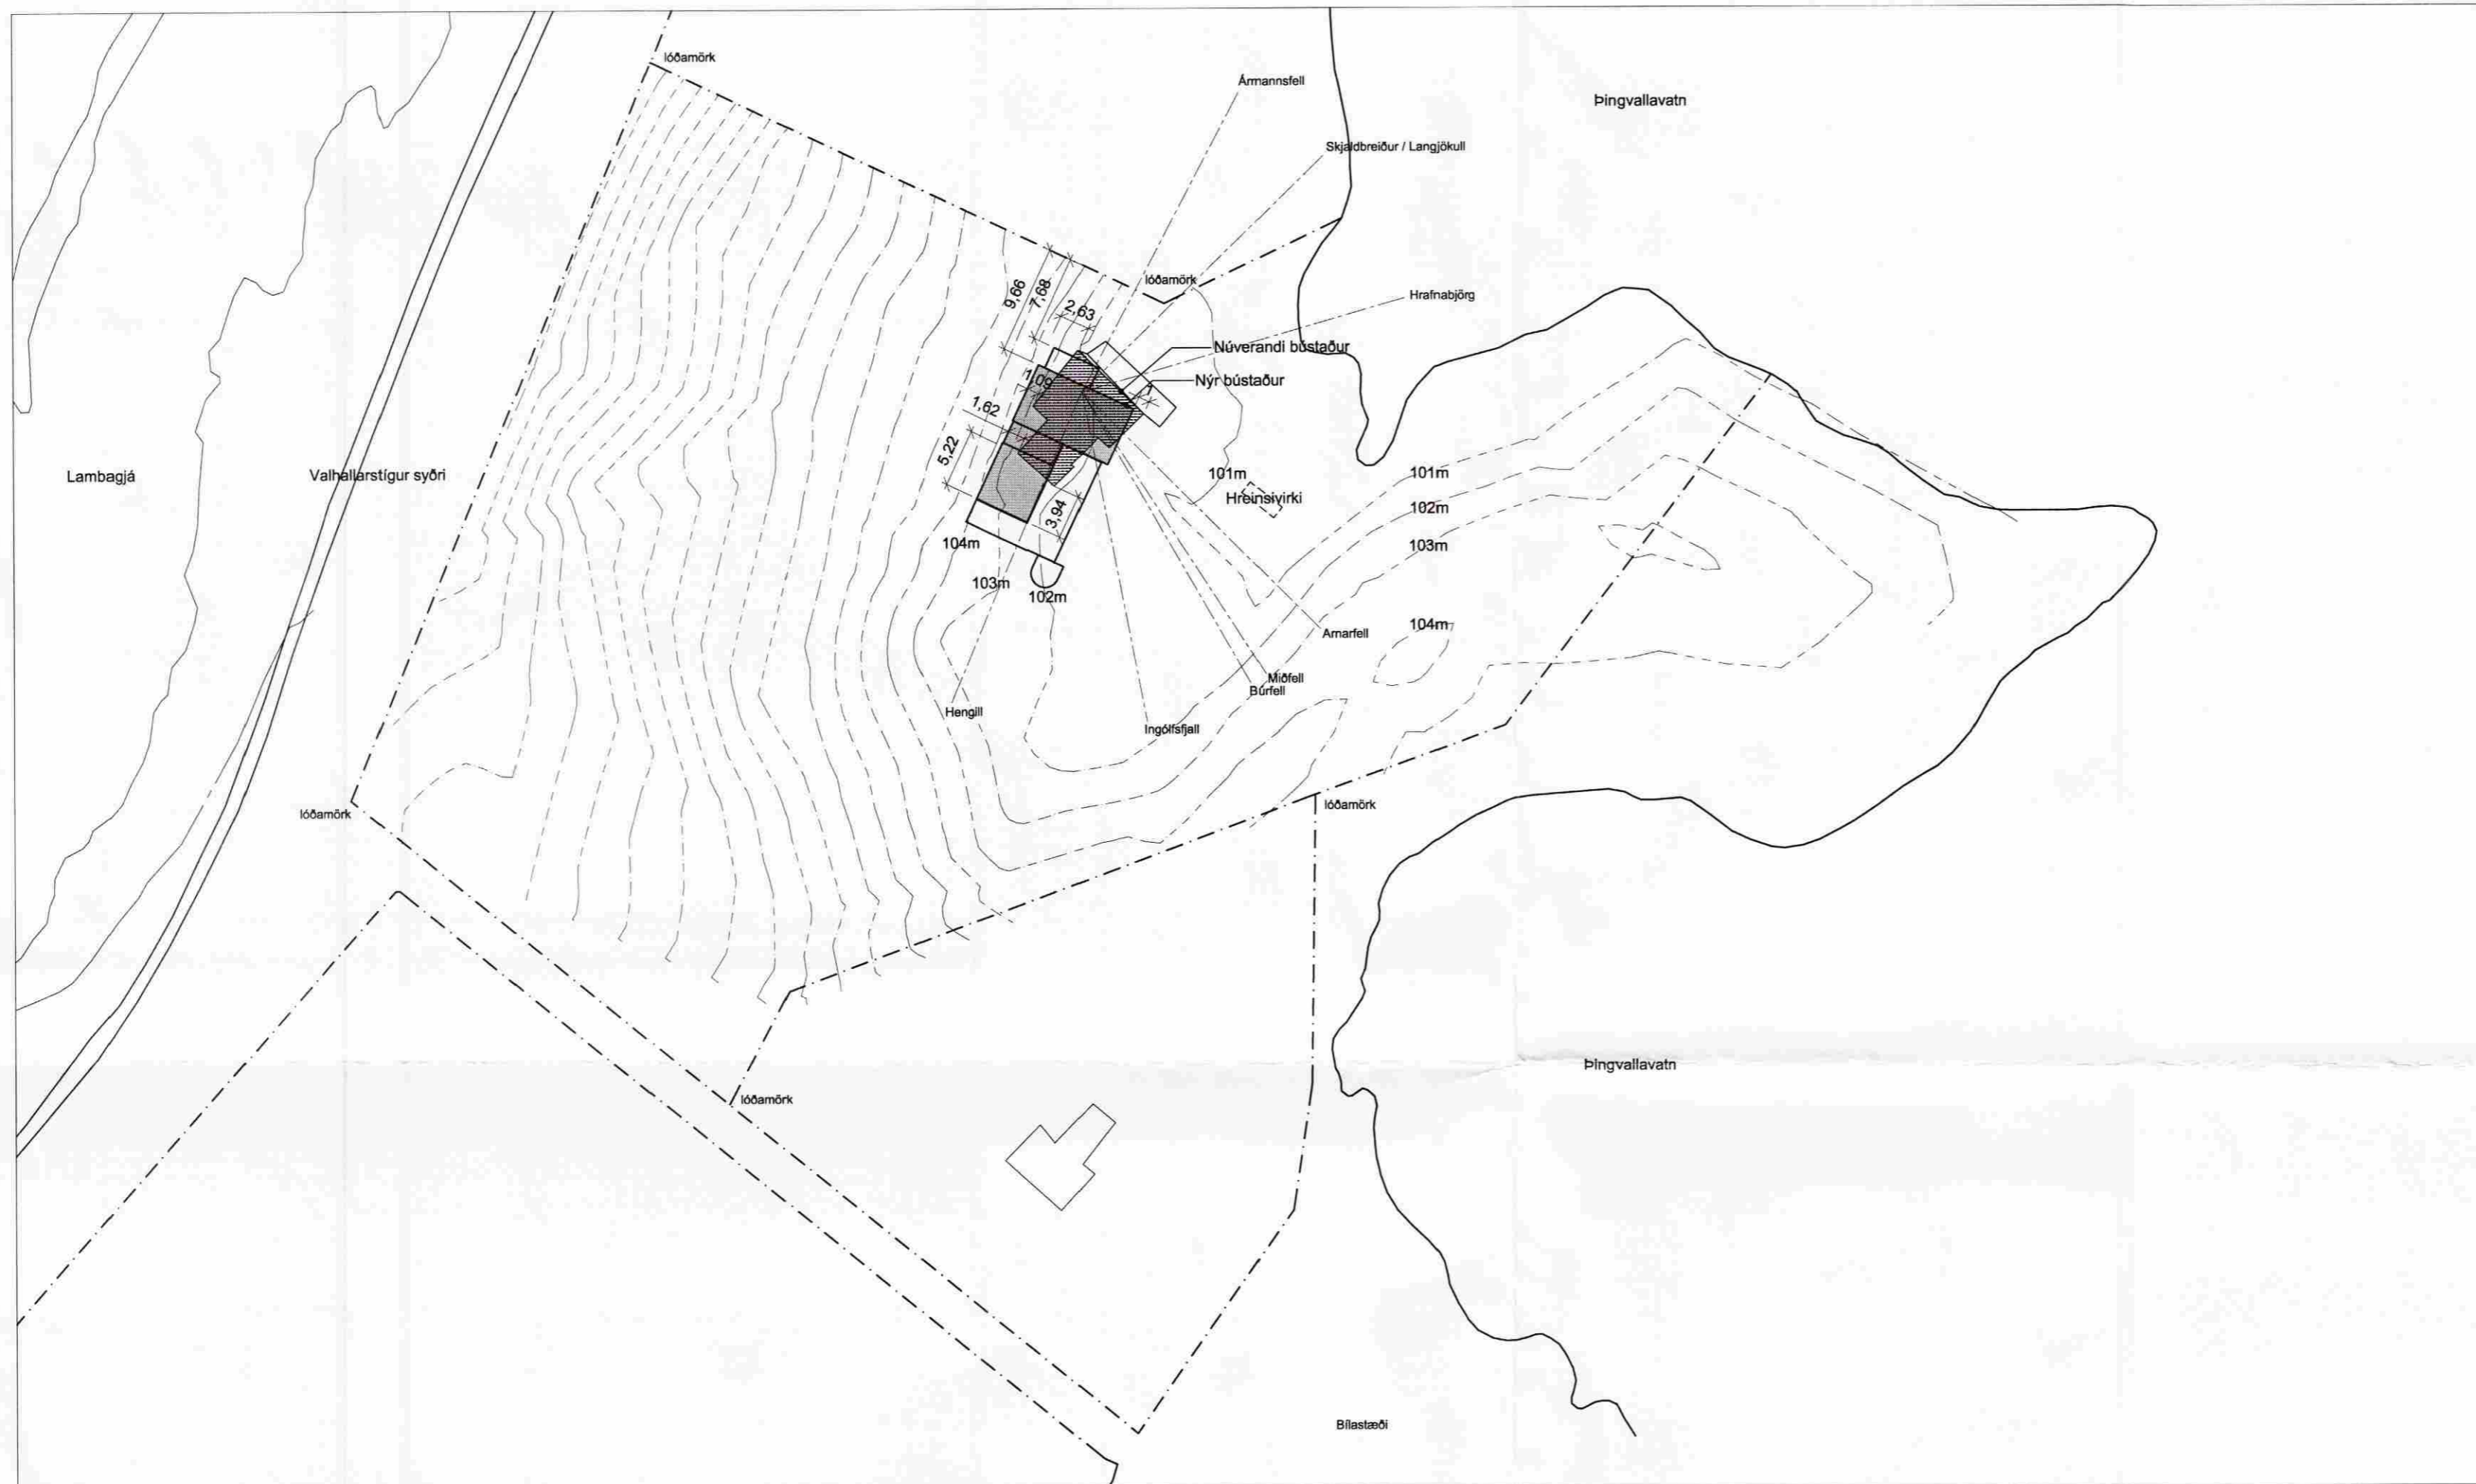 lóðamörk
Ármannsfell
Þingvallavatn
Skjaldbreiður / Langjökull
lóðamörk
Hrafnabjörg
9,66
7,68
2,63
Núverandi bústaður
Nýr bústaður
1,09
1
1,62
5,22
3,94
Lambagjá
Valhallarstígur syðri
101m
Hreinsivirki
101m
102m
103m
104m
104m
103m
102m
Arnarfell
Miðfell
Búrfell
Hengill
Ingólfsfjall
lóðamörk
lóðamörk
Þingvallavatn
lóðamörk
Bílastæði